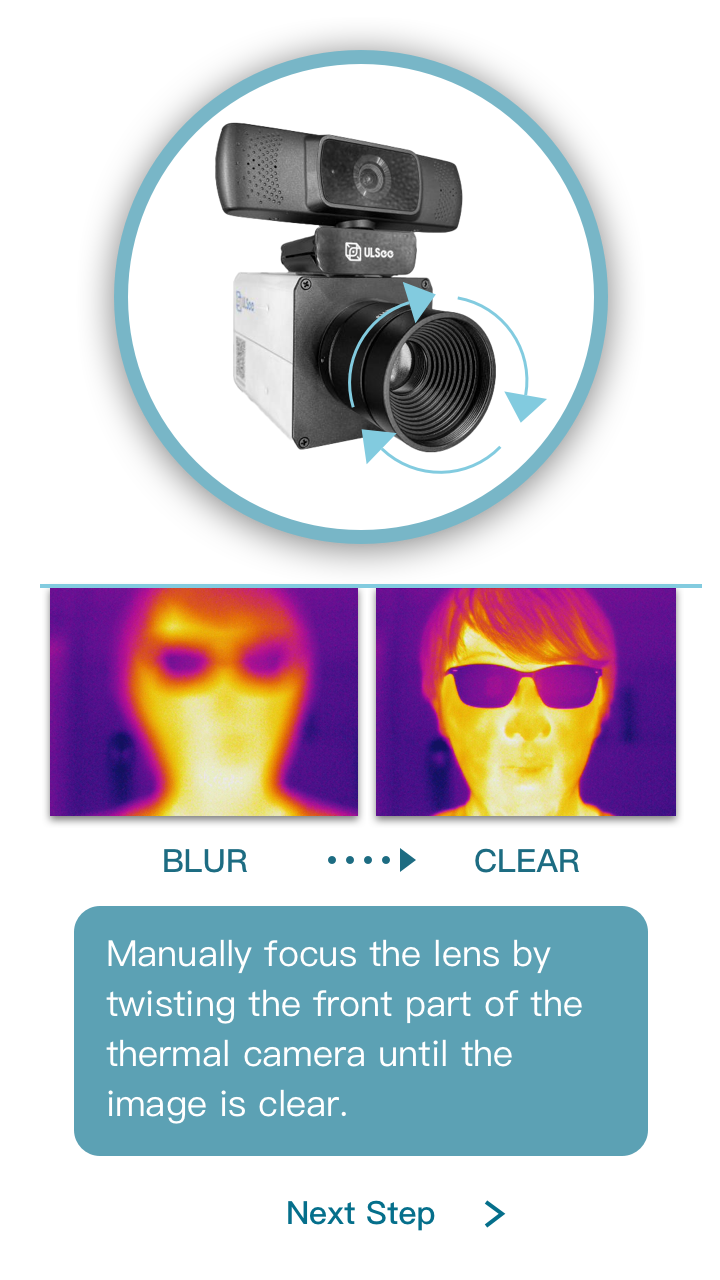 ULSee
ULSee
BLUR
CLEAR
Manually focus the lens by
twisting the front part of the
thermal camera until the
image is clear.
Next Step